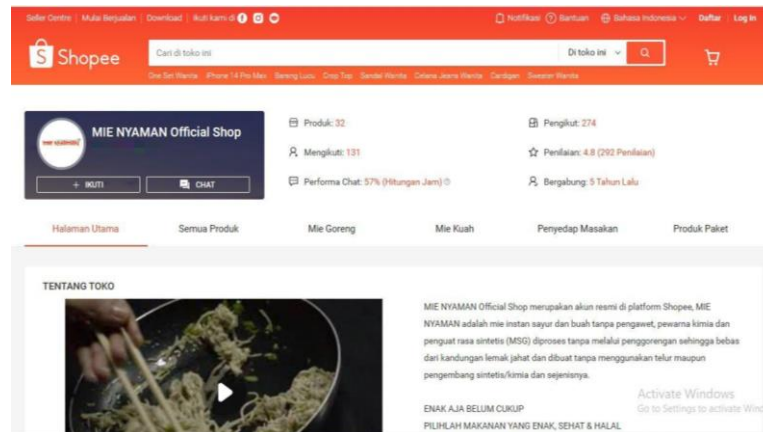 Seller Centre | Mulai Berjualan | Download | Ikuti kami di
Notifikasi Bantuan Bahasa Indonesia Daftar | Log In
Shopee
Cari di toko ini
Di toko ini
One Set Wanita iPhone 14 Pro Max Bareng Lucu Crop Top Sandal Wanita Celana Jeans Wanita Cardigan Sweater Wanita
MIE NYAMAN Official Shop
+ IKUTI
CHAT
Produk: 32
Pengikut: 274
Mengikuti: 131
Penilaian: 4.8 (292 Penilaian)
Performa Chat: 57% (Hitungan Jam)
Bergabung: 5 Tahun Lalu
Halaman Utama
Semua Produk
Mie Goreng
Mie Kuah
Penyedap Masakan
Produk Paket
TENTANG TOKO
MIE NYAMAN Official Shop merupakan akun resmi di platform Shopee, MIE
NYAMAN adalah mie instan sayur dan buah tanpa pengawet, pewarna kimia dan
penguat rasa sintetis (MSG) diproses tanpa melalui penggorengan sehingga bebas
dari kandungan lemak jahat dan dibuat tanpa menggunakan telur maupun
pengembang sintetis/kimia dan sejenisnya.
ENAK AJA BELUM CUKUP
PILIHLAH MAKANAN YANG ENAK, SEHAT & HALAL
Activate Windows
Go to Settings to activate Wind